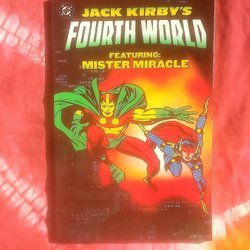 DC
JACK KIRBY'S
FOURTH WORLD
FEATURING:
MISTER MIRACLE